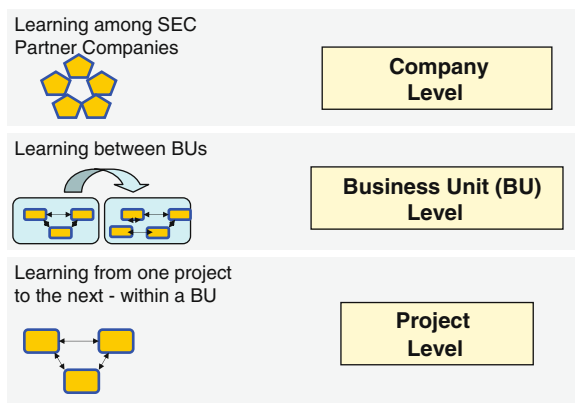 Learning among SEC
Partner Companies
Company
Level
Learning between BUs
Business Unit (BU)
Level
Learning from one project
to the next - within a BU
Project
Level